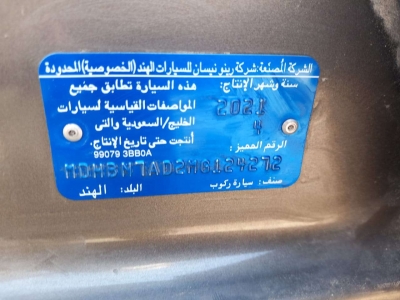 الشركة المصنعة: شركة رينو نيسان للسيارات الهند (الخصوصية) المحدودة
سنة وشهر الإنتاج: هذه السيارة تطابق جميع
2021 المواصفات القياسية لسيارات
4 الخليج/السعودية والتى
الرقم المميز: أنتجت حتى تاريخ الإنتاج.
99079 3BB0A
MDHBN7AD2MG124272
صنف: سيارة ركوب البلد: الهند